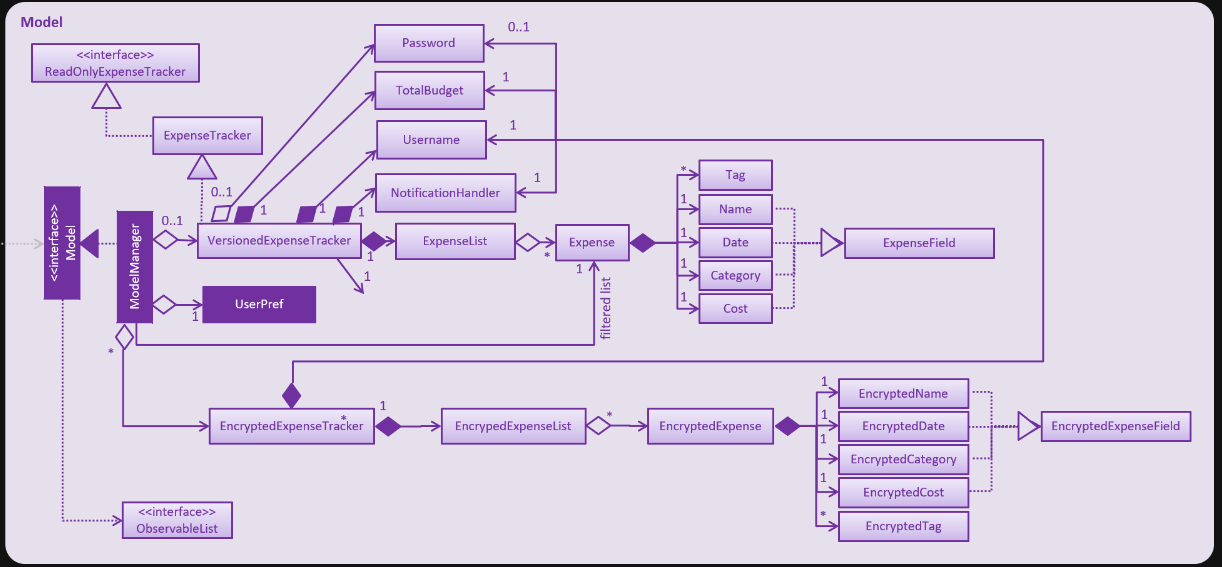 Model
<<interface>>
ReadOnlyExpenseTracker
ExpenseTracker
Password
0..1
TotalBudget
1
Username
1
NotificationHandler
1
0..1
1
1
1
<<interface>>
Model
ModelManager
0..1
VersionedExpenseTracker
1
ExpenseList
*
Expense
1
filtered list
1
UserPref
1
*
*
Tag
1
Name
1
Date
1
Category
1
Cost
ExpenseField
EncryptedExpenseTracker
*
1
EncrypedExpenseList
*
EncryptedExpense
1
EncryptedName
1
EncryptedDate
1
EncryptedCategory
1
EncryptedCost
*
EncryptedTag
EncryptedExpenseField
<<interface>>
ObservableList